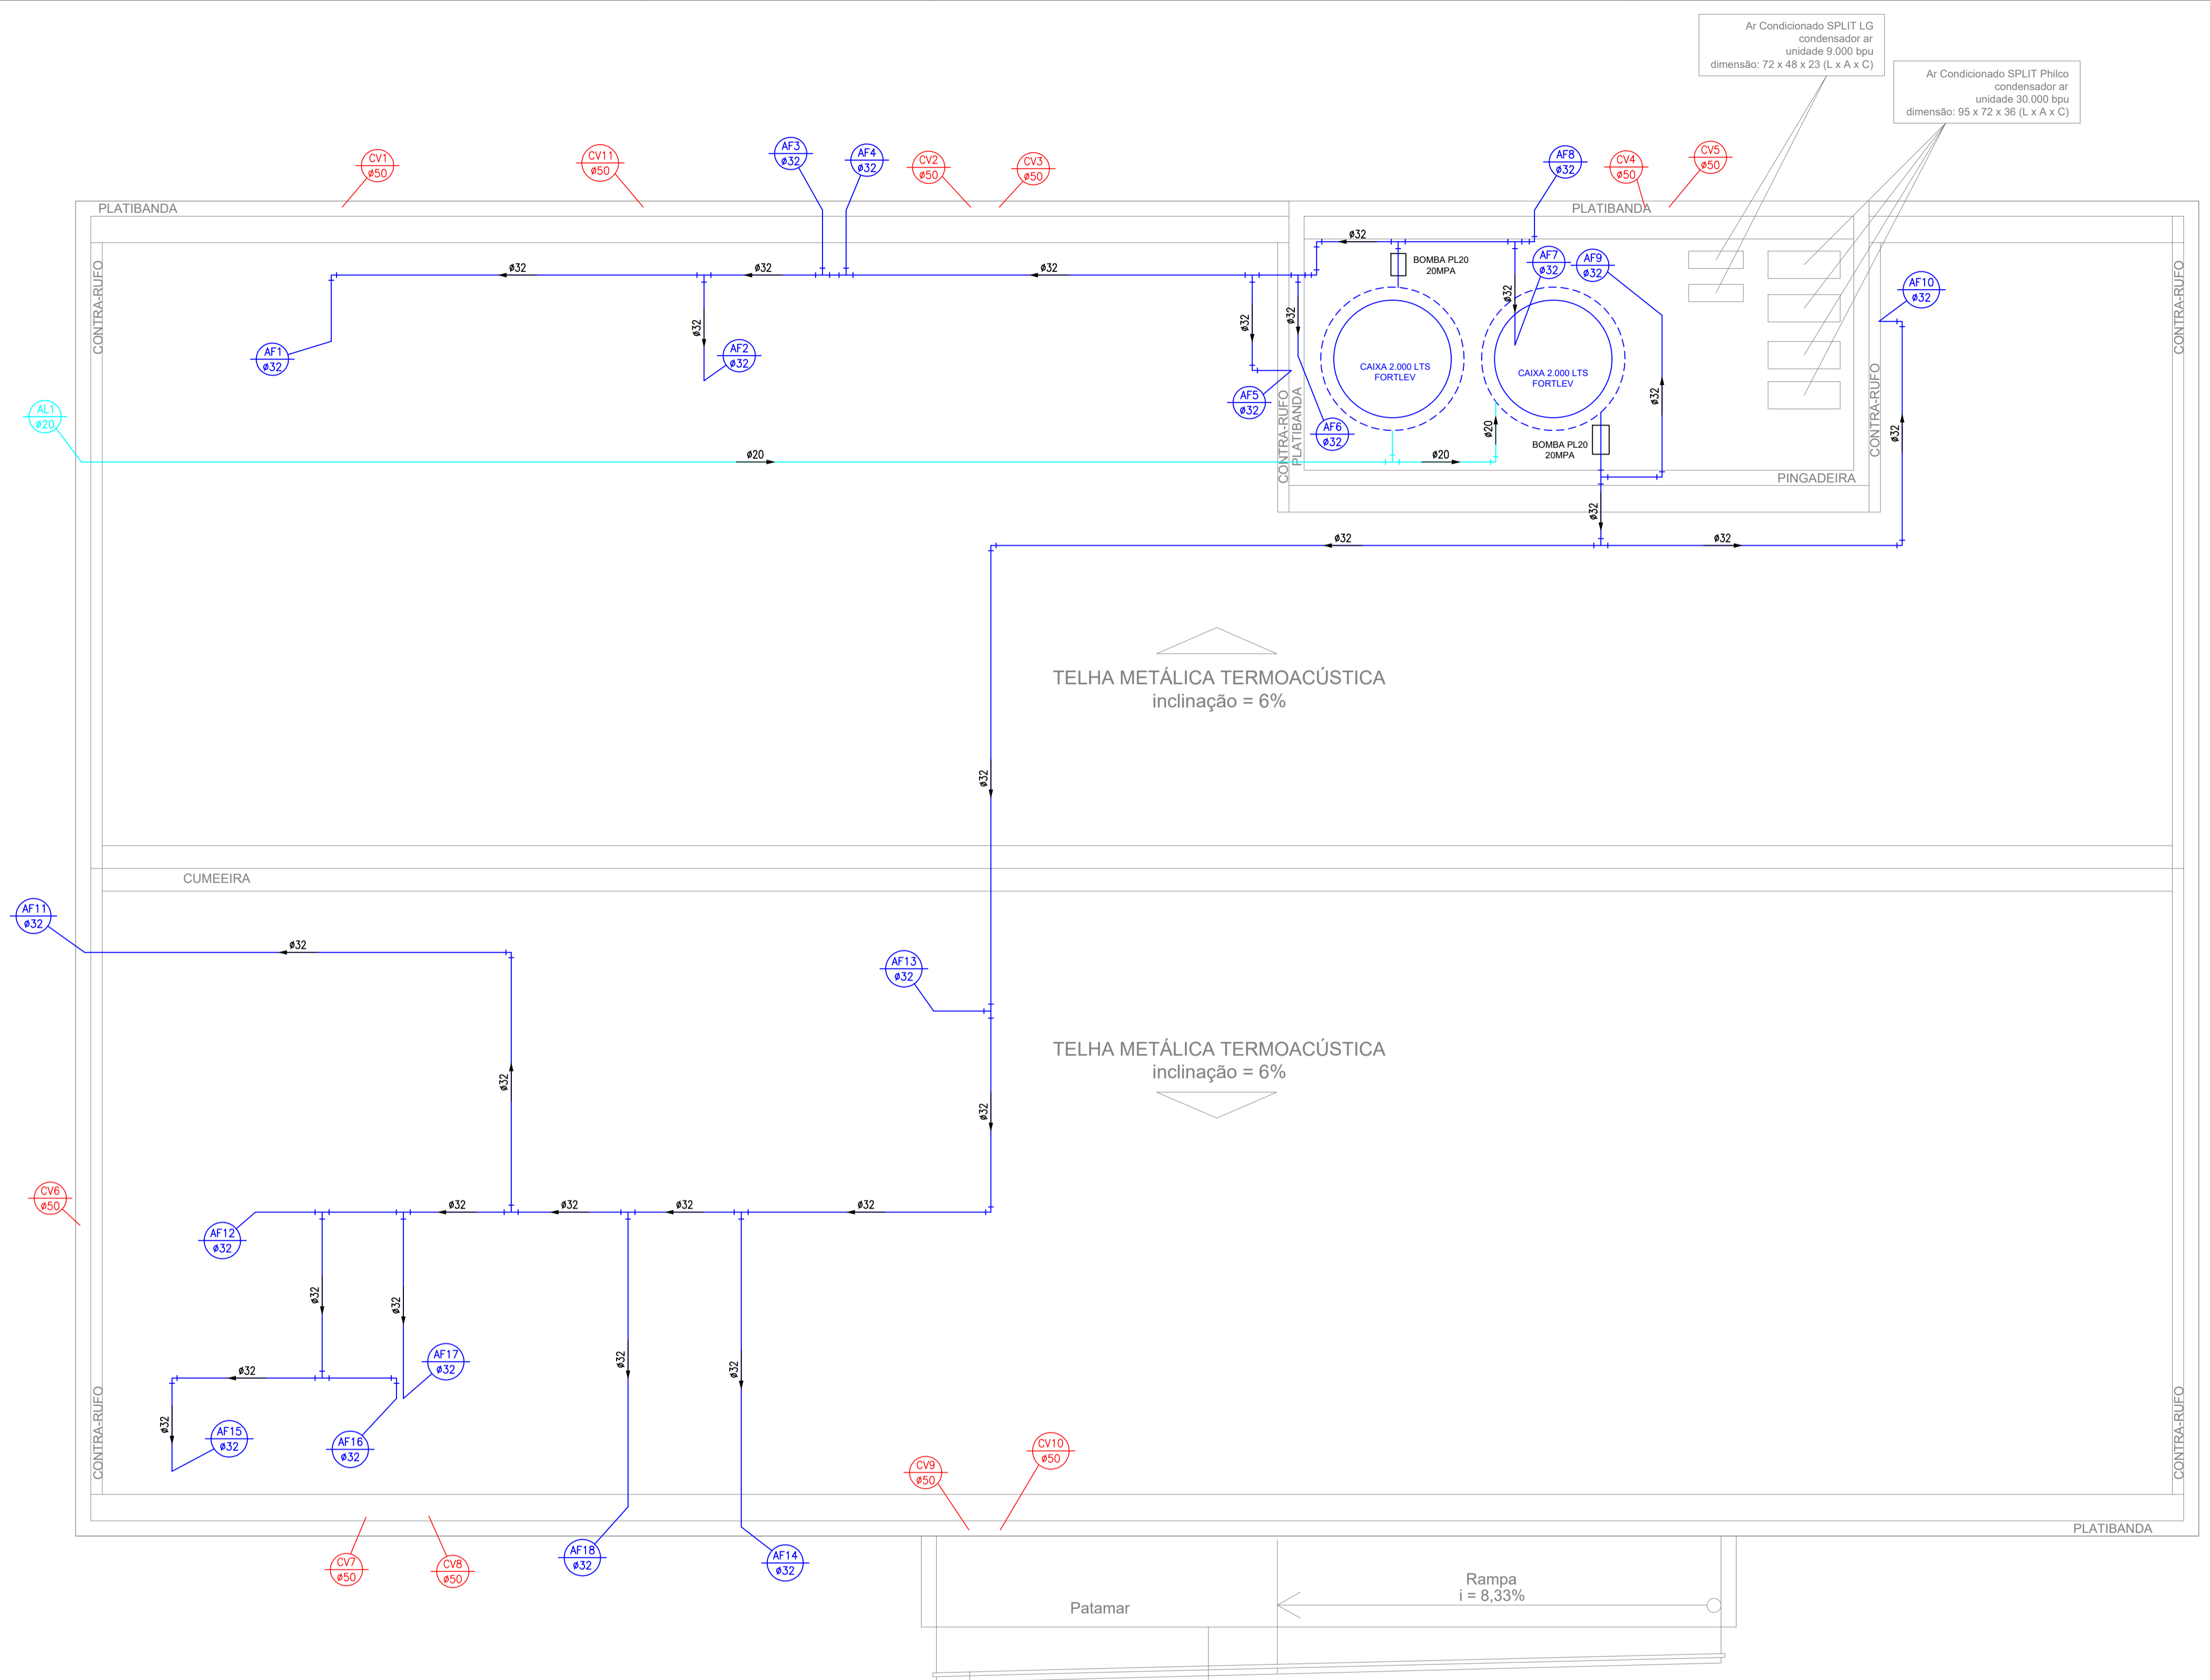 Ar Condicionado SPLIT LG
condensador ar
unidade 9.000 bpu
dimensão: 72 x 48 x 23 (L x A x C)
Ar Condicionado SPLIT Philco
condensador ar
unidade 30.000 bpu
dimensão: 95 x 72 x 36 (L x A x C)
CV1
ø50
CV11
ø50
AF3
ø32
AF4
ø32
CV2
ø50
CV3
ø50
AF8
ø32
CV4
ø50
CV5
ø50
PLATIBANDA
PLATIBANDA
ø32
ø32
ø32
ø32
BOMBA PL20
20MPA
AF7
ø32
AF9
ø32
AF10
ø32
CONTRA-RUFO
CONTRA-RUFO
ø32
ø32
ø32
ø32
AF1
ø32
AF2
ø32
CAIXA 2.000 LTS
FORTLEV
CAIXA 2.000 LTS
FORTLEV
AF5
ø32
AF6
ø32
CONTRA-RUFO
PLATIBANDA
CONTRA-RUFO
ø32
ø32
AL1
ø20
ø20
ø20
ø20
BOMBA PL20
20MPA
PINGADEIRA
ø32
ø32
ø32
TELHA METÁLICA TERMOACÚSTICA
inclinação = 6%
ø32
CUMEEIRA
AF11
ø32
ø32
AF13
ø32
TELHA METÁLICA TERMOACÚSTICA
inclinação = 6%
ø32
ø32
CV6
ø50
ø32
ø32
ø32
ø32
AF12
ø32
ø32
ø32
ø32
ø32
AF17
ø32
ø32
ø32
AF15
ø32
AF16
ø32
CONTRA-RUFO
CONTRA-RUFO
CV9
ø50
CV10
ø50
PLATIBANDA
CV7
ø50
CV8
ø50
AF18
ø32
AF14
ø32
Rampa
i = 8,33%
Patamar